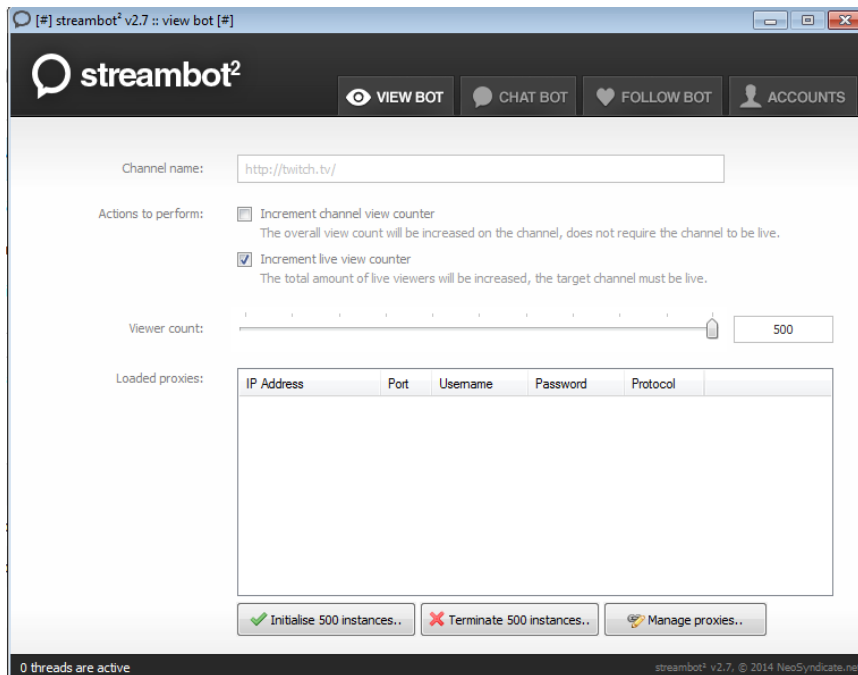 [#] streambot² v2.7 :: view bot [#]
streambot²
VIEW BOT
CHAT BOT
FOLLOW BOT
ACCOUNTS
Channel name:
http://twitch.tv/
Actions to perform:
Increment channel view counter
The overall view count will be increased on the channel, does not require the channel to be live.
Increment live view counter
The total amount of live viewers will be increased, the target channel must be live.
Viewer count:
500
Loaded proxies:
IP Address Port Username Password Protocol
Initialise 500 instances..
Terminate 500 instances..
Manage proxies..
0 threads are active
streambot² v2.7, © 2014 NeoSyndicate.ne